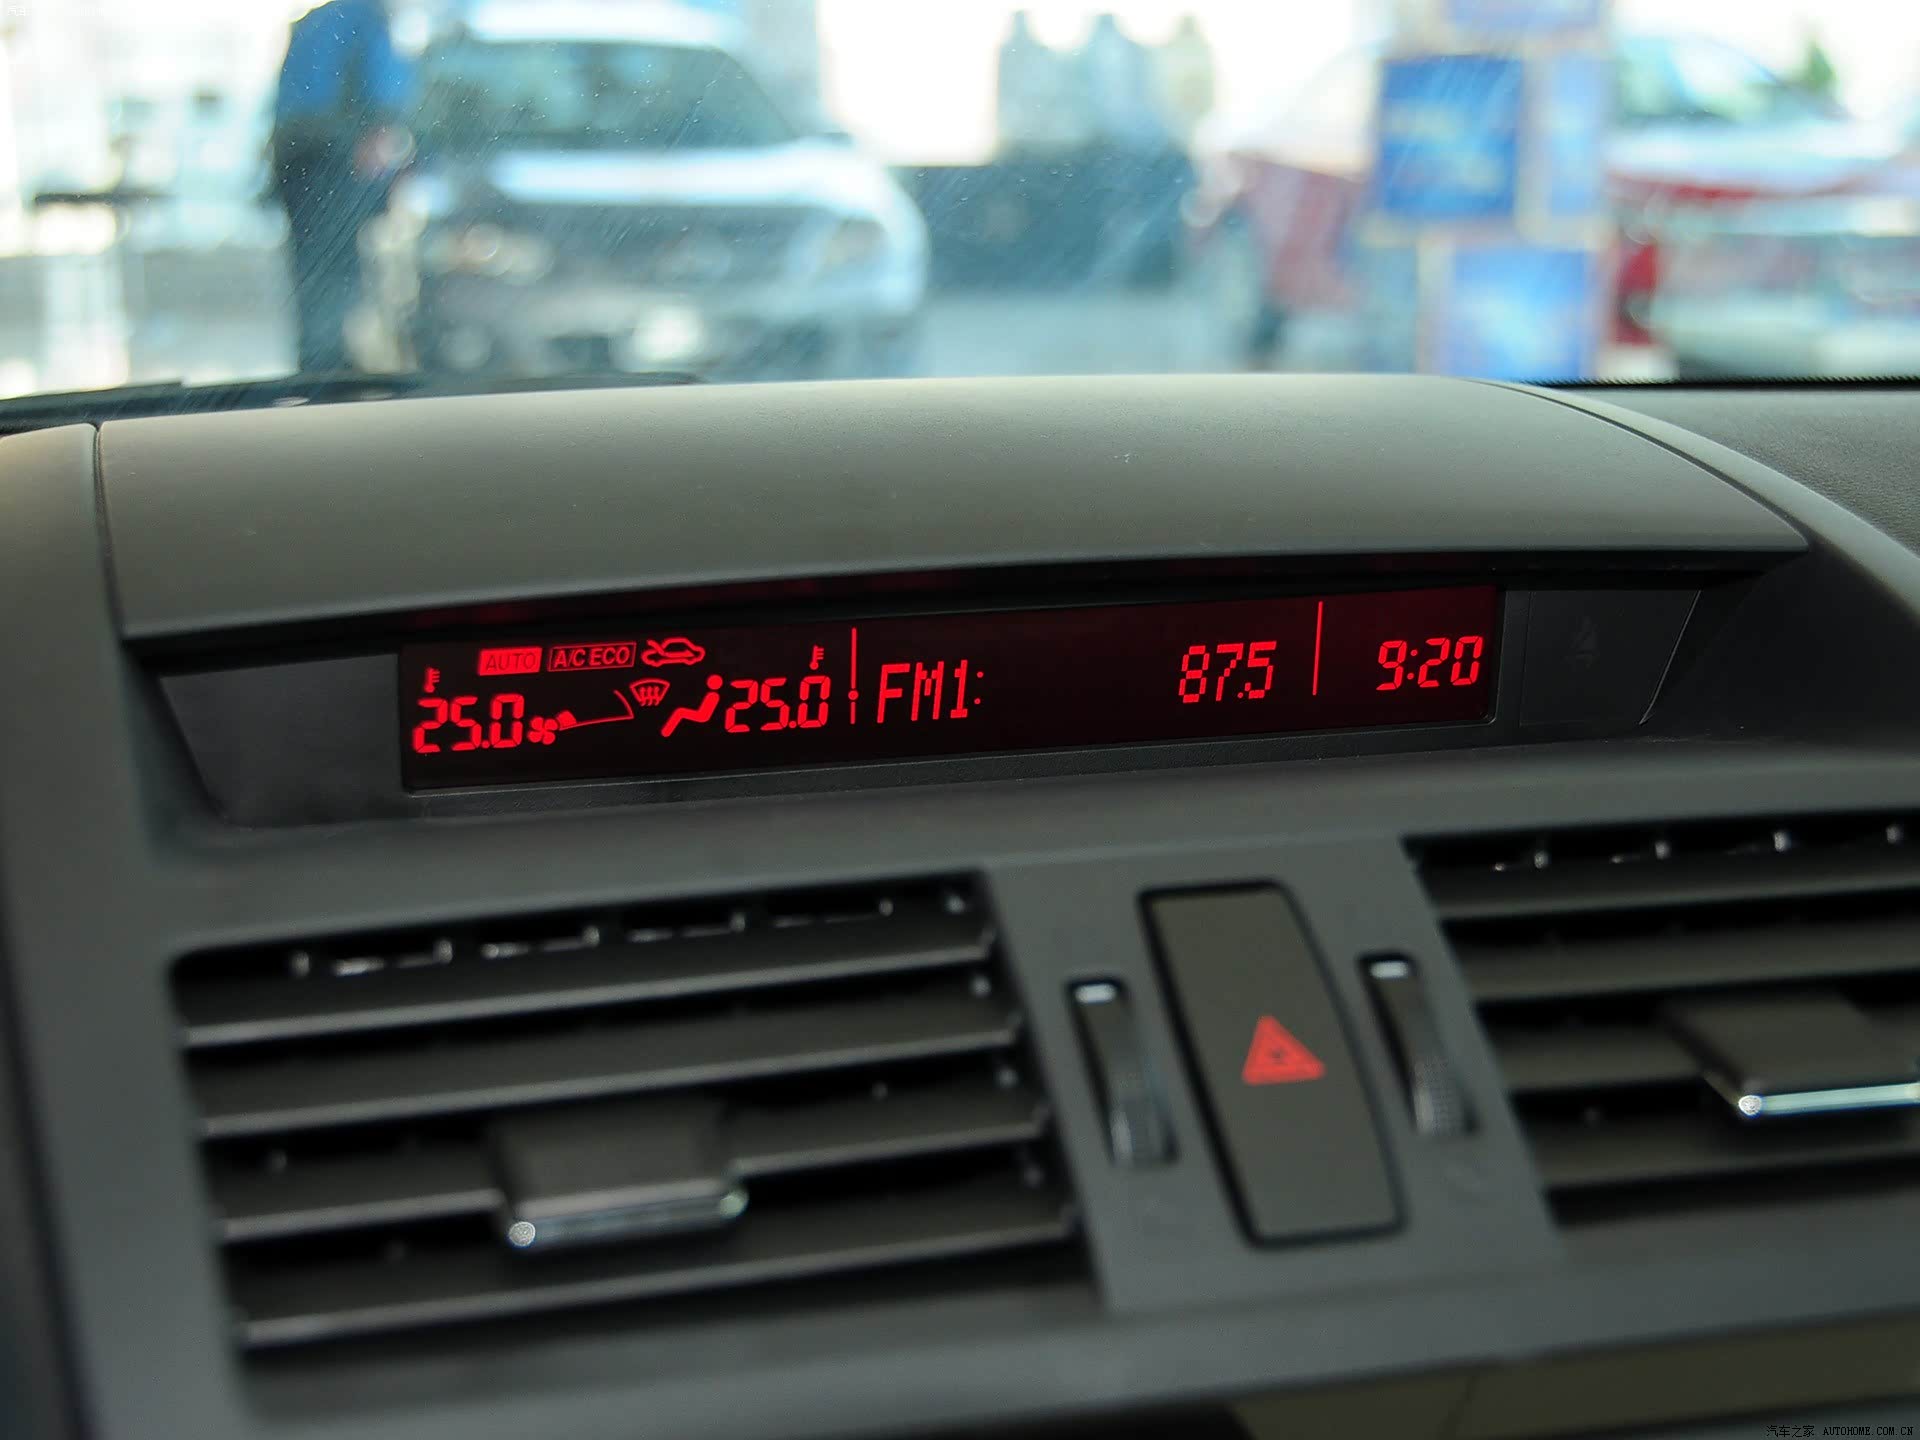 AUTO A/C ECO
25.0 25.0 FM1: 87.5 9:20
汽车之家 AUTOHOME.COM.CN